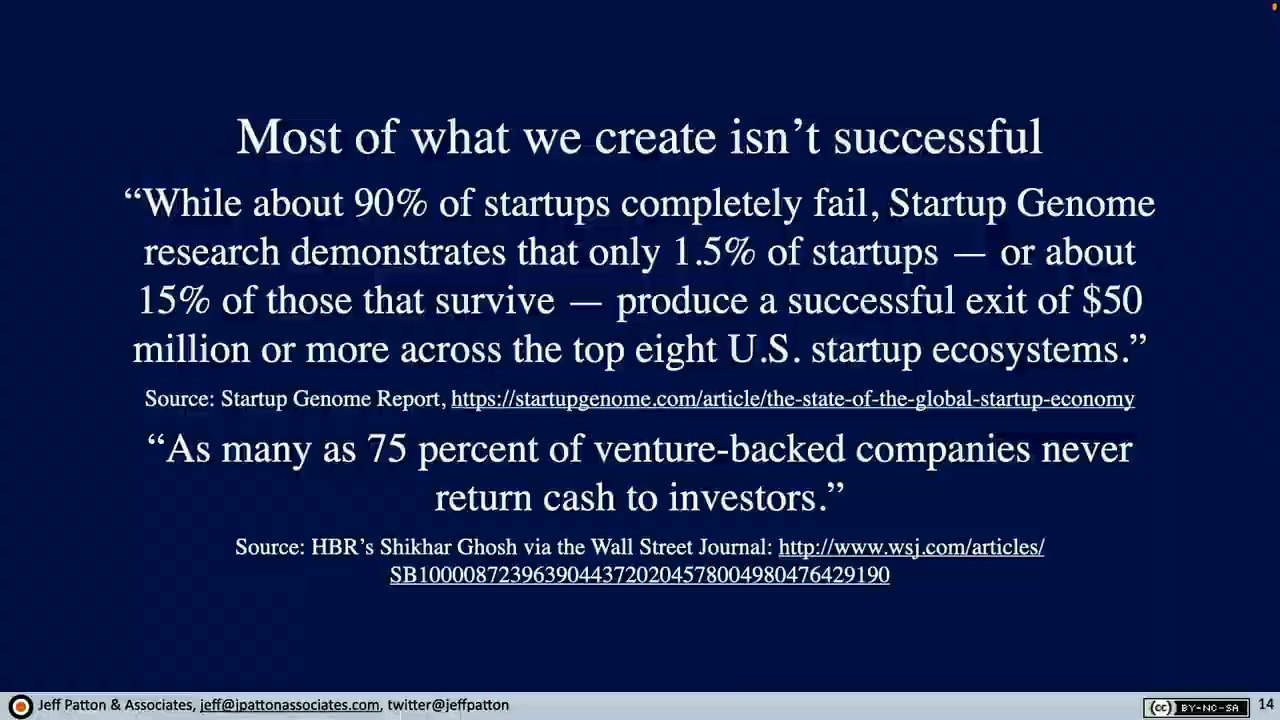 Most of what we create isn’t successful
“While about 90% of startups completely fail, Startup Genome
research demonstrates that only 1.5% of startups — or about
15% of those that survive — produce a successful exit of $50
million or more across the top eight U.S. startup ecosystems.”
Source: Startup Genome Report, https://startupgenome.com/article/the-state-of-the-global-startup-economy
“As many as 75 percent of venture-backed companies never
return cash to investors.”
Source: HBR’s Shikhar Ghosh via the Wall Street Journal: http://www.wsj.com/articles/
SB10000872396390443720204578004980476429190
Jeff Patton & Associates, jeff@jpattonassociates.com, twitter@jeffpatton
cc BY-NC-SA 14